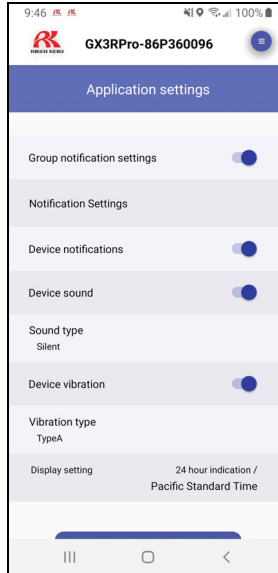 9:46
100%
RIKEN KEIKI
GX3RPro-86P360096
Application settings
Group notification settings
Notification Settings
Device notifications
Device sound
Sound type
Silent
Device vibration
Vibration type
TypeA
Display setting
24 hour indication /
Pacific Standard Time